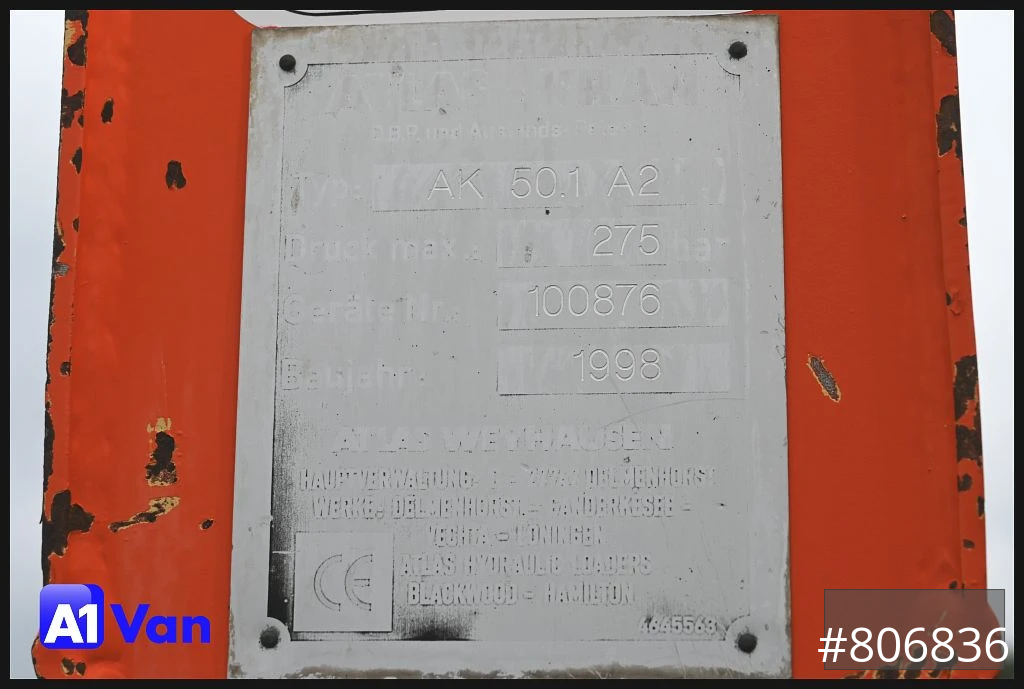 D.B.P. und Auslands-Patente
Typ: AK 50.1 A2
Druck max.: 275 bar
Geräte Nr.: 100876
Baujahr: 1998
ATLAS WEYHAUSEN
HAUPTVERWALTUNG: DELMENHORST
WERKE: DELMENHORST - GANDERKESEE -
VECHTA - LÖNINGEN
ATLAS HYDRAULIC LOADERS
BLACKWOOD - HAMILTON
CE
4645563
A1 Van
#806836